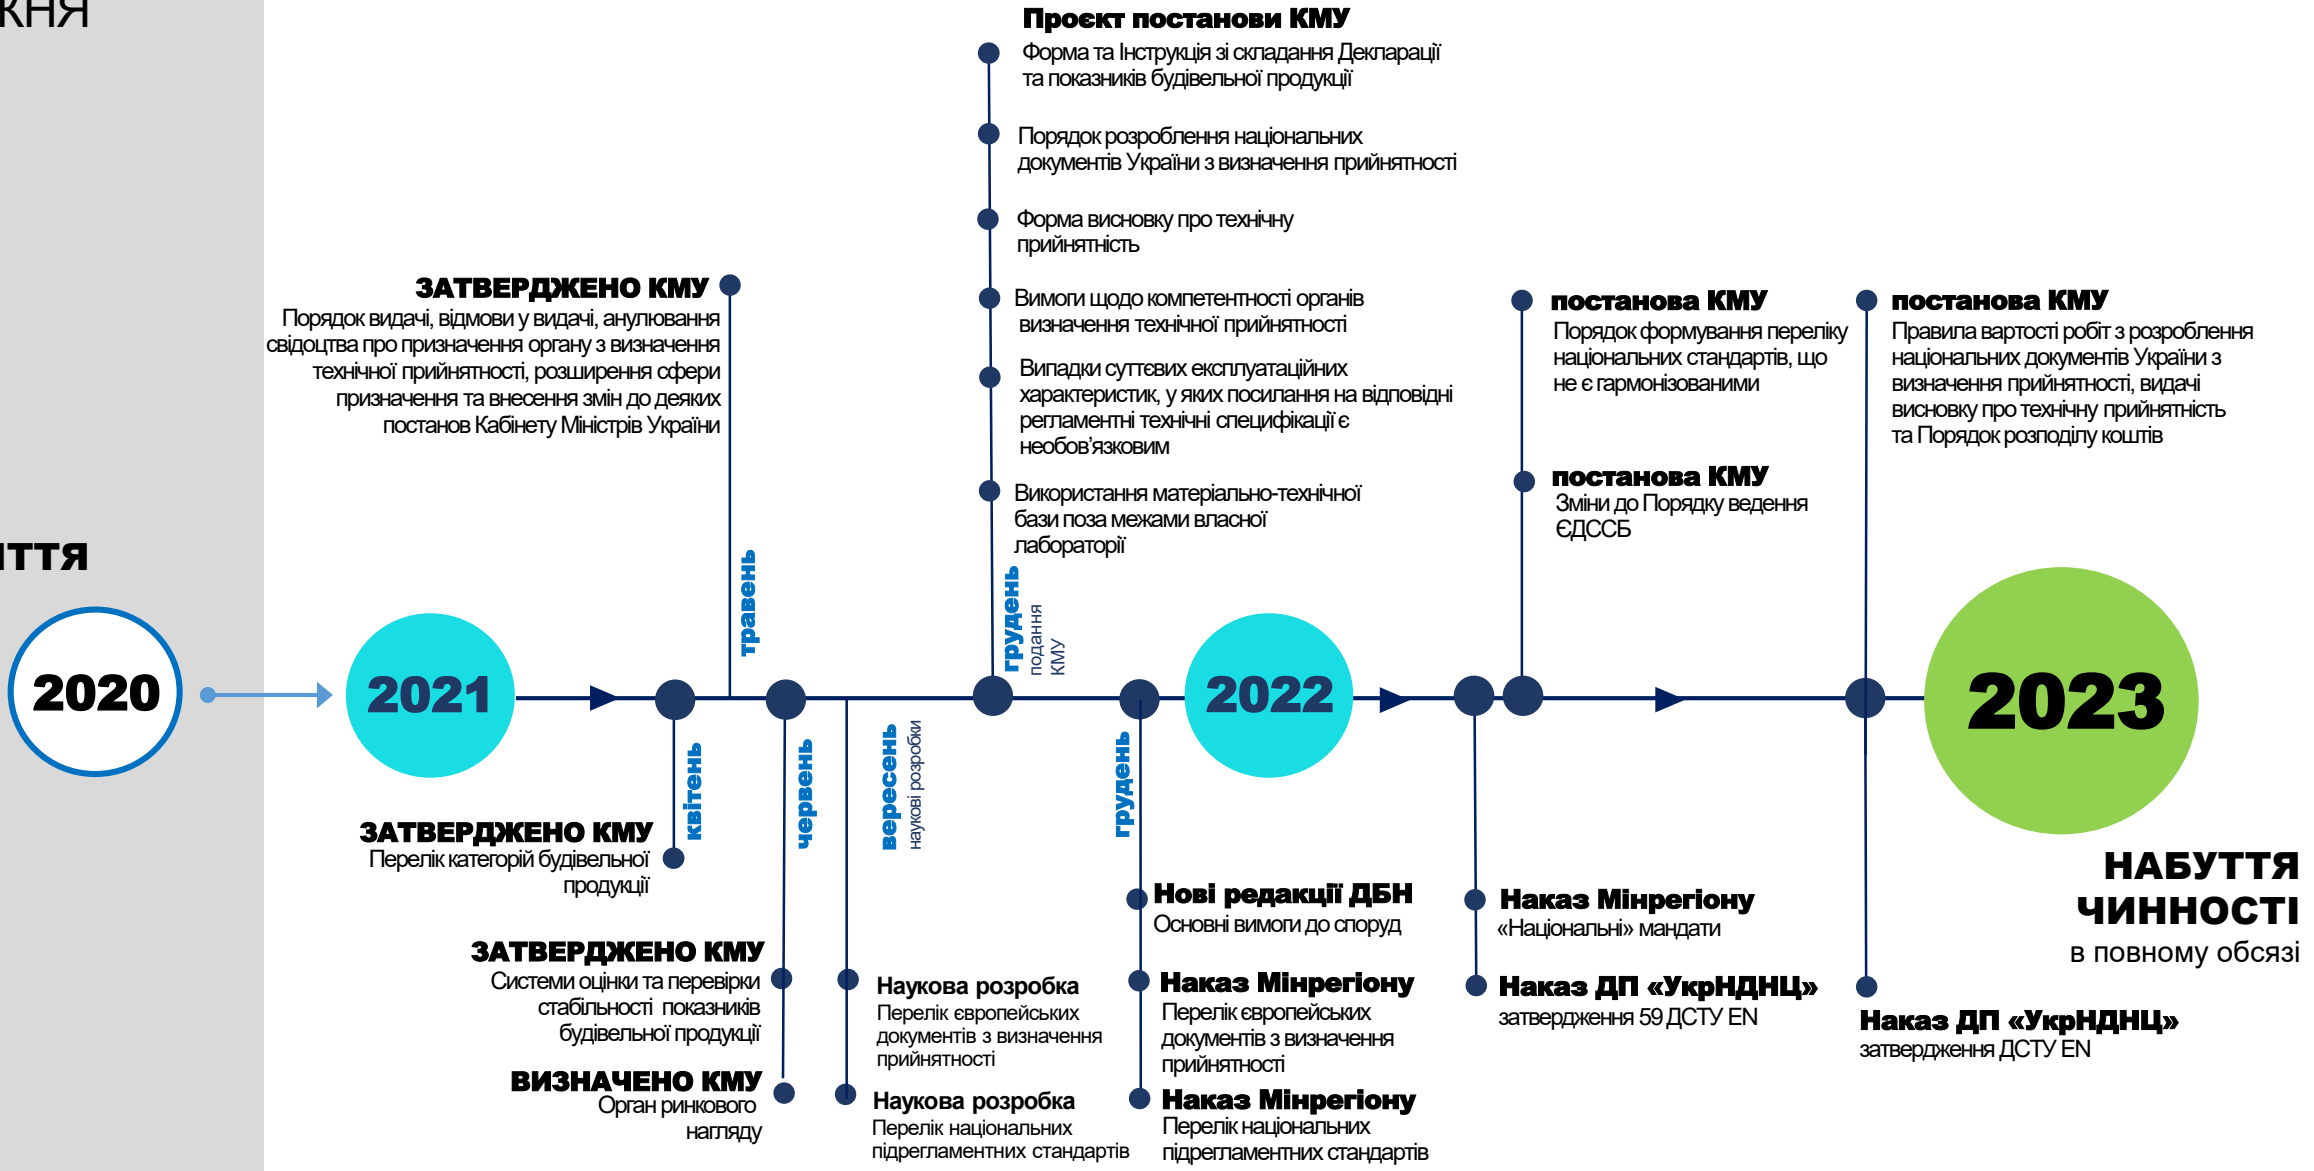 Проєкт постанови КМУ
Форма та Інструкція зі складання Декларації
та показників будівельної продукції
Порядок розроблення національних
документів України з визначення прийнятності
Форма висновку про технічну
прийнятність
Вимоги щодо компетентності органів
визначення технічної прийнятності
Випадки суттєвих експлуатаційних
характеристик, у яких посилання на відповідні
регламентні технічні специфікації є
необов’язковим
Використання матеріально-технічної
бази поза межами власної
лабораторії
грудень
подання
КМУ
ЗАТВЕРДЖЕНО КМУ
Порядок видачі, відмови у видачі, анулювання
свідоцтва про призначення органу з визначення
технічної прийнятності, розширення сфери
призначення та внесення змін до деяких
постанов Кабінету Міністрів України
травень
постанова КМУ
Порядок формування переліку
національних стандартів, що
не є гармонізованими
постанова КМУ
Зміни до Порядку ведення
ЄДССБ
постанова КМУ
Правила вартості робіт з розроблення
національних документів України з
визначення прийнятності, видачі
висновку про технічну прийнятність
та Порядок розподілу коштів
2020
2021
2022
2023
квітень
ЗАТВЕРДЖЕНО КМУ
Перелік категорій будівельної
продукції
червень
ЗАТВЕРДЖЕНО КМУ
Системи оцінки та перевірки
стабільності показників
будівельної продукції
ВИЗНАЧЕНО КМУ
Орган ринкового
нагляду
вересень
наукові розробки
Наукова розробка
Перелік європейських
документів з визначення
прийнятності
Наукова розробка
Перелік національних
підрегламентних стандартів
грудень
Нові редакції ДБН
Основні вимоги до споруд
Наказ Мінрегіону
Перелік європейських
документів з визначення
прийнятності
Наказ Мінрегіону
Перелік національних
підрегламентних стандартів
Наказ Мінрегіону
«Національні» мандати
Наказ ДП «УкрНДНЦ»
затвердження 59 ДСТУ EN
НАБУТТЯ
ЧИННОСТІ
в повному обсязі
Наказ ДП «УкрНДНЦ»
затвердження ДСТУ EN